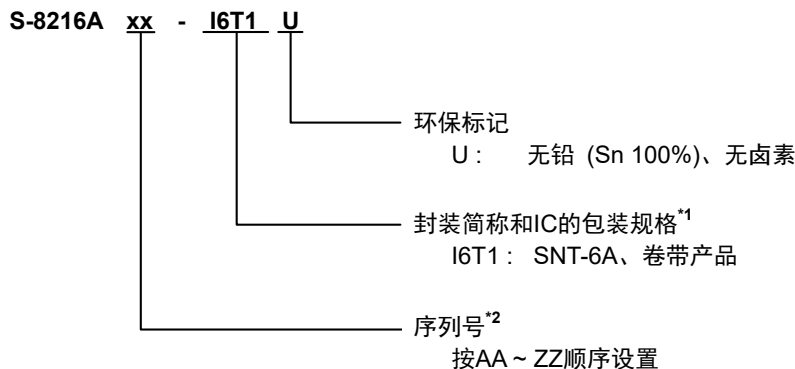 S-8216A xx - I6T1 U
环保标记
U : 无铅 (Sn 100%)、无卤素
封装简称和IC的包装规格*1
I6T1 : SNT-6A、卷带产品
序列号*2
按AA ~ ZZ顺序设置